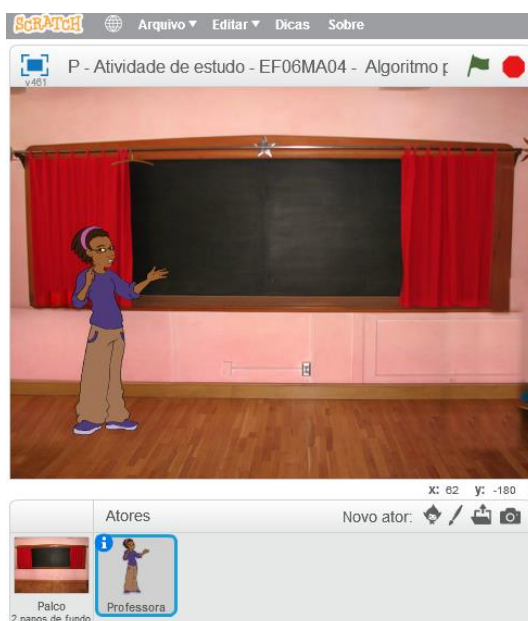 SCRATCH Arquivo▼ Editar▼ Dicas Sobre
P - Atividade de estudo - EF06MA04 - Algoritmo p
v461
x: 62 y: -180
Atores Novo ator:
Palco
2 panos de fundo
Professora